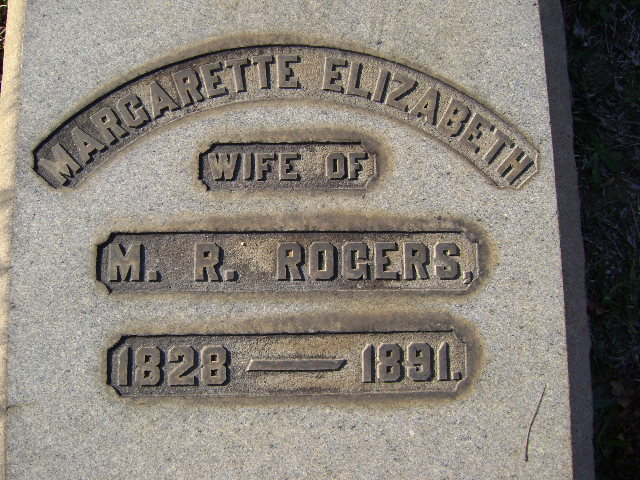 MARGARETTE ELIZABETH
WIFE OF
M. R. ROGERS,
1828 — 1891.